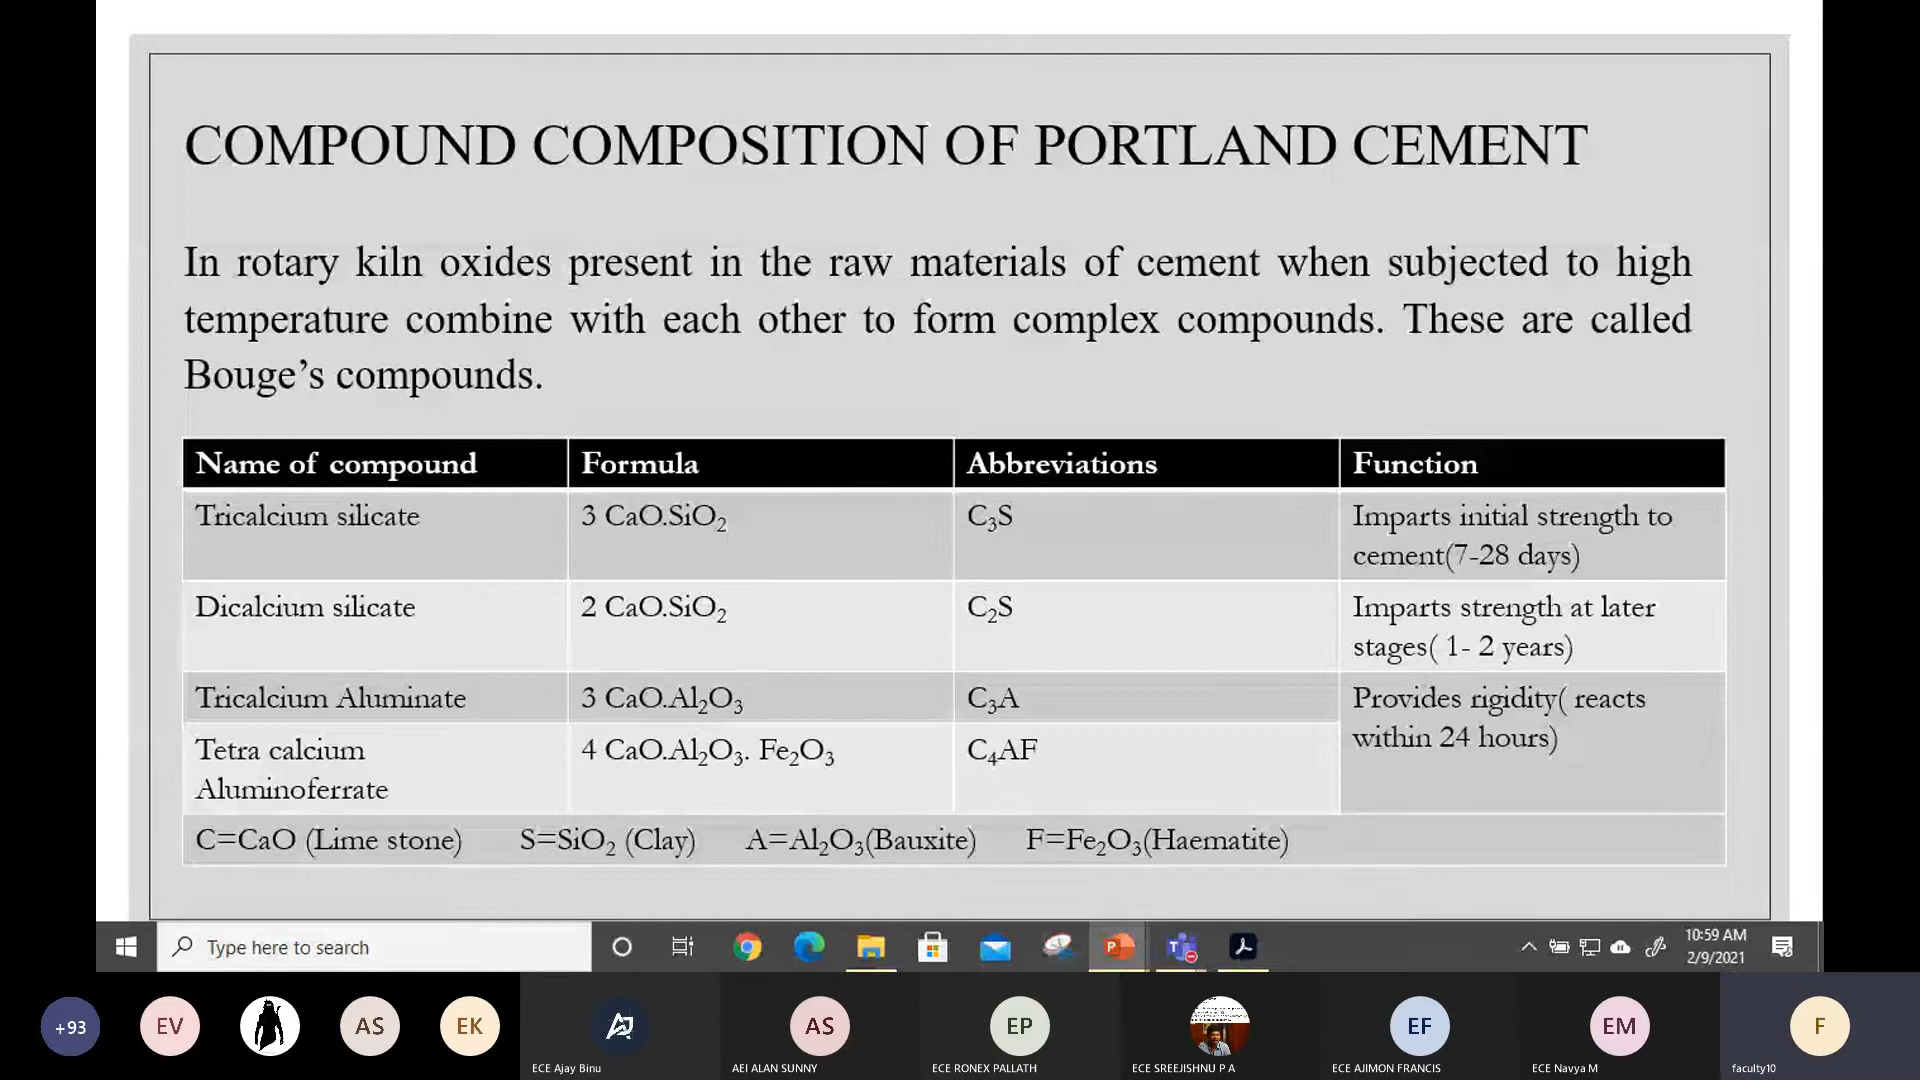 COMPOUND COMPOSITION OF PORTLAND CEMENT
In rotary kiln oxides present in the raw materials of cement when subjected to high
temperature combine with each other to form complex compounds. These are called
Bouge’s compounds.
Name of compound Formula Abbreviations Function
Tricalcium silicate 3 CaO.SiO₂ C₃S Imparts initial strength to
cement(7-28 days)
Dicalcium silicate 2 CaO.SiO₂ C₂S Imparts strength at later
stages( 1- 2 years)
Tricalcium Aluminate 3 CaO.Al₂O₃ C₃A Provides rigidity( reacts
within 24 hours)
Tetra calcium 4 CaO.Al₂O₃. Fe₂O₃ C₄AF
Aluminoferrate
C=CaO (Lime stone) S=SiO₂ (Clay) A=Al₂O₃(Bauxite) F=Fe₂O₃(Haematite)
Type here to search
10:59 AM
2/9/2021
+93 EV AS EK AS EP EF EM F
ECE Ajay Binu AEI ALAN SUNNY ECE RONEX PALLATH ECE SREEJISHNU P A ECE AJIMON FRANCIS ECE Navya M faculty10